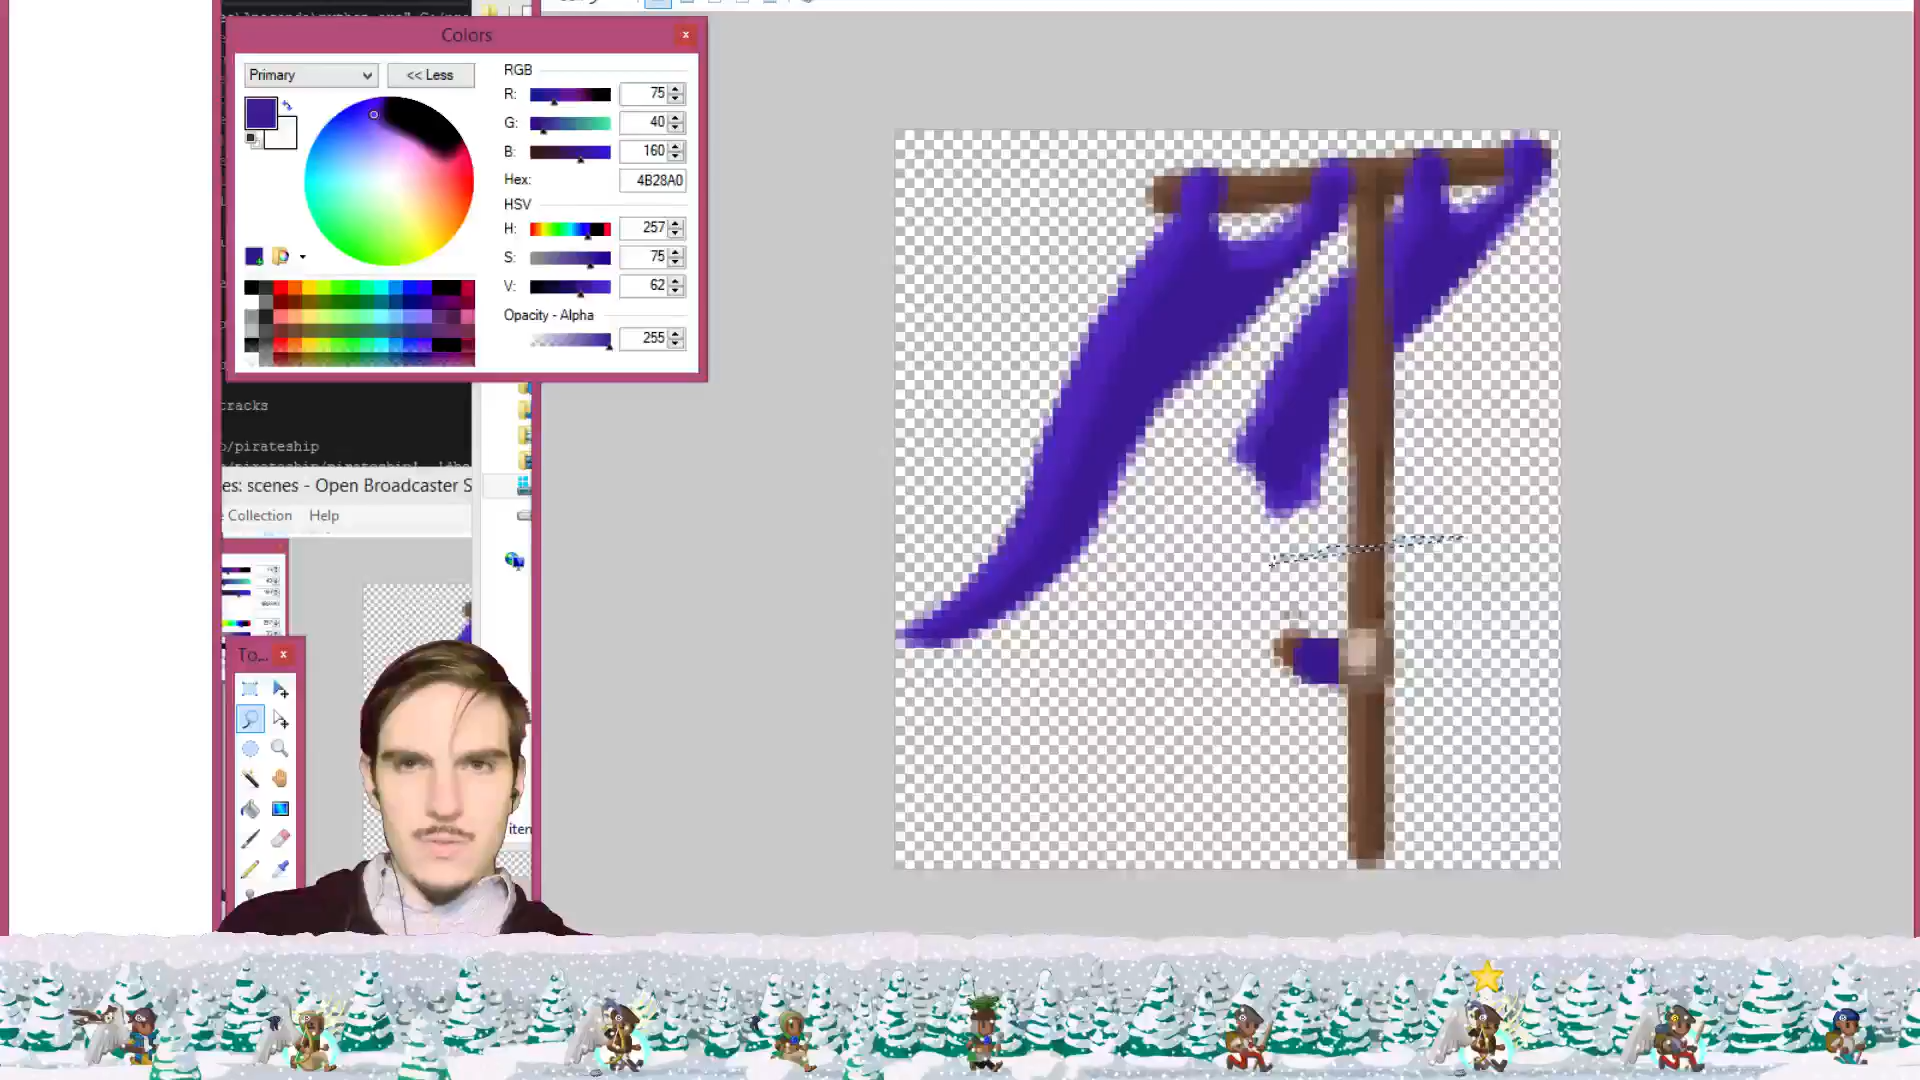 Colors
Primary
<< Less
RGB
R: 75
G: 40
B: 160
Hex: 4B28A0
HSV
H: 257
S: 75
V: 62
Opacity - Alpha
255
tracks
o/pirateship
es: scenes - Open Broadcaster S
Collection Help
To...
iten